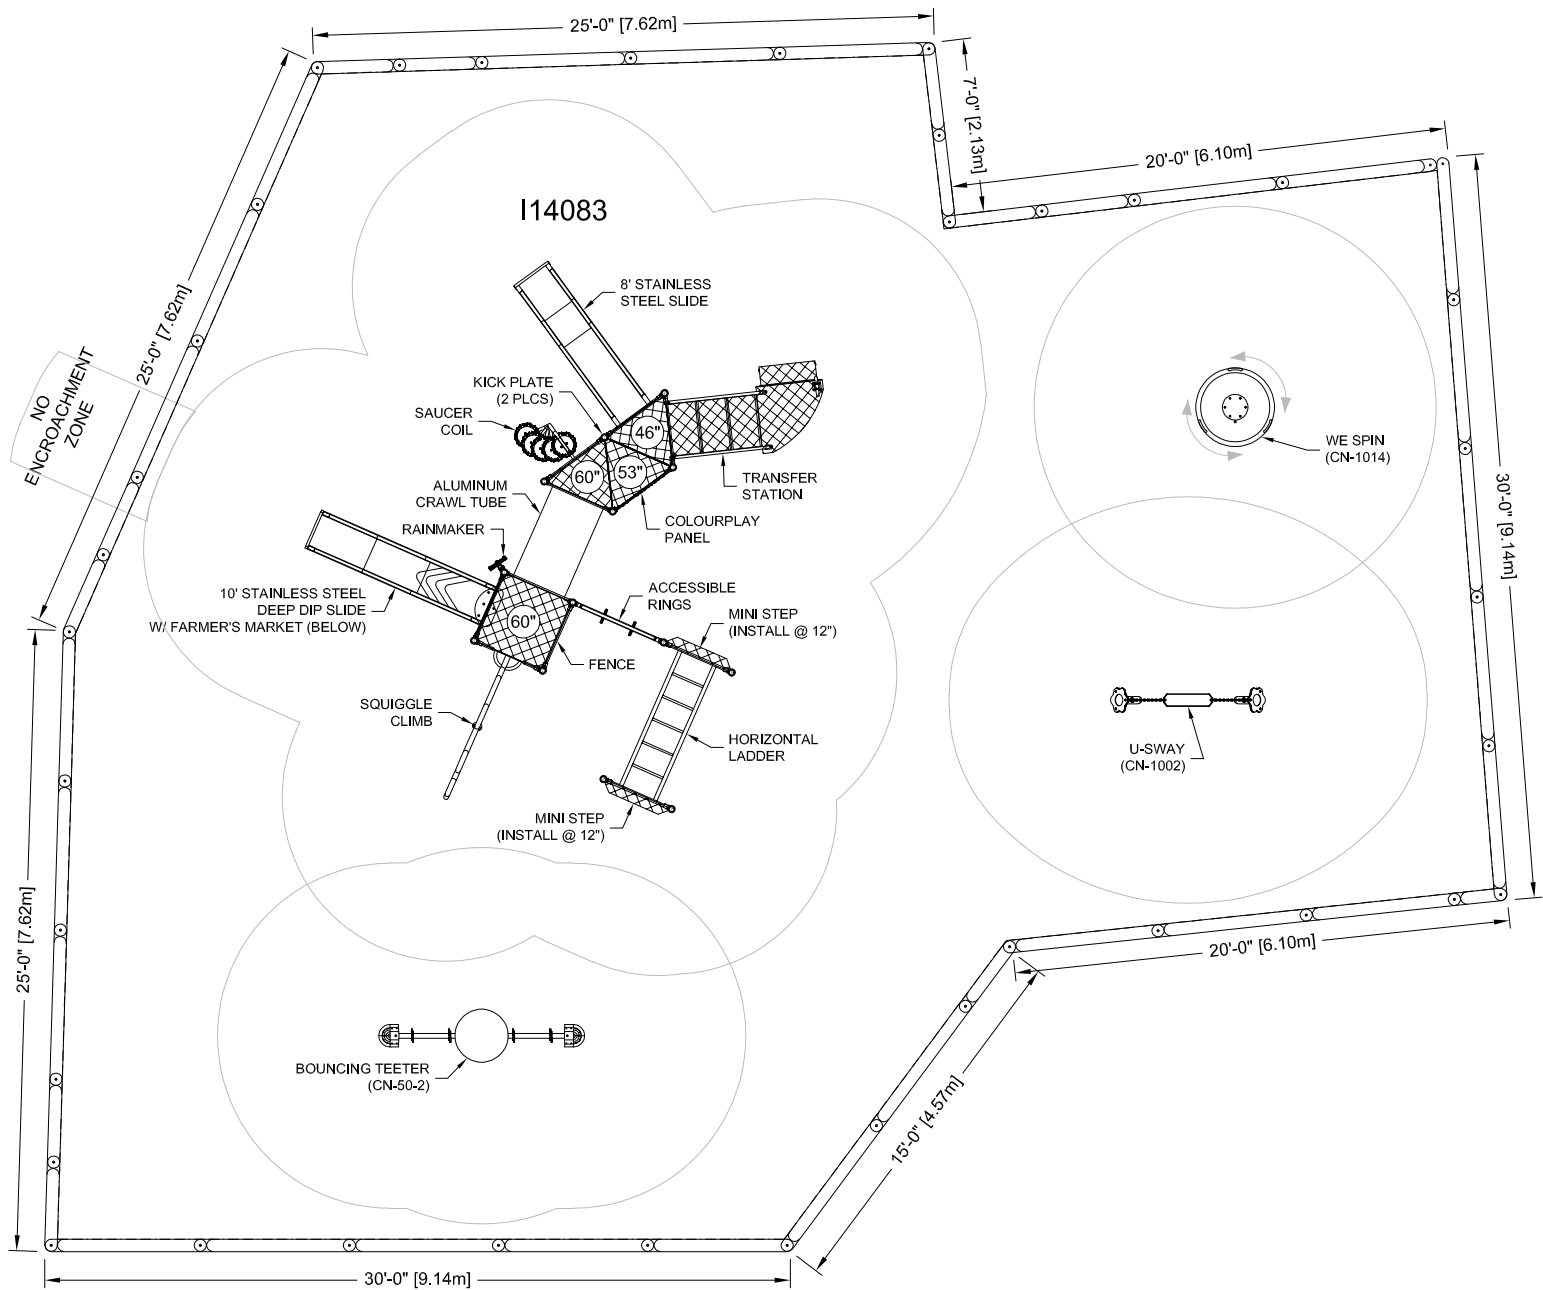 25'-0" [7.62m]
7'-0" [2.13m]
20'-0" [6.10m]
I14083
25'-0" [7.62m]
8' STAINLESS
STEEL SLIDE
NO
ENCROACHMENT
ZONE
KICK PLATE
(2 PLCS)
SAUCER
COIL
46"
53"
60"
WE SPIN
(CN-1014)
TRANSFER
STATION
ALUMINUM
CRAWL TUBE
COLOURPLAY
PANEL
RAINMAKER
30'-0" [9.14m]
10' STAINLESS STEEL
DEEP DIP SLIDE
W/ FARMER'S MARKET (BELOW)
ACCESSIBLE
RINGS
MINI STEP
(INSTALL @ 12")
60"
FENCE
SQUIGGLE
CLIMB
HORIZONTAL
LADDER
U-SWAY
(CN-1002)
MINI STEP
(INSTALL @ 12")
25'-0" [7.62m]
20'-0" [6.10m]
BOUNCING TEETER
(CN-50-2)
15'-0" [4.57m]
30'-0" [9.14m]